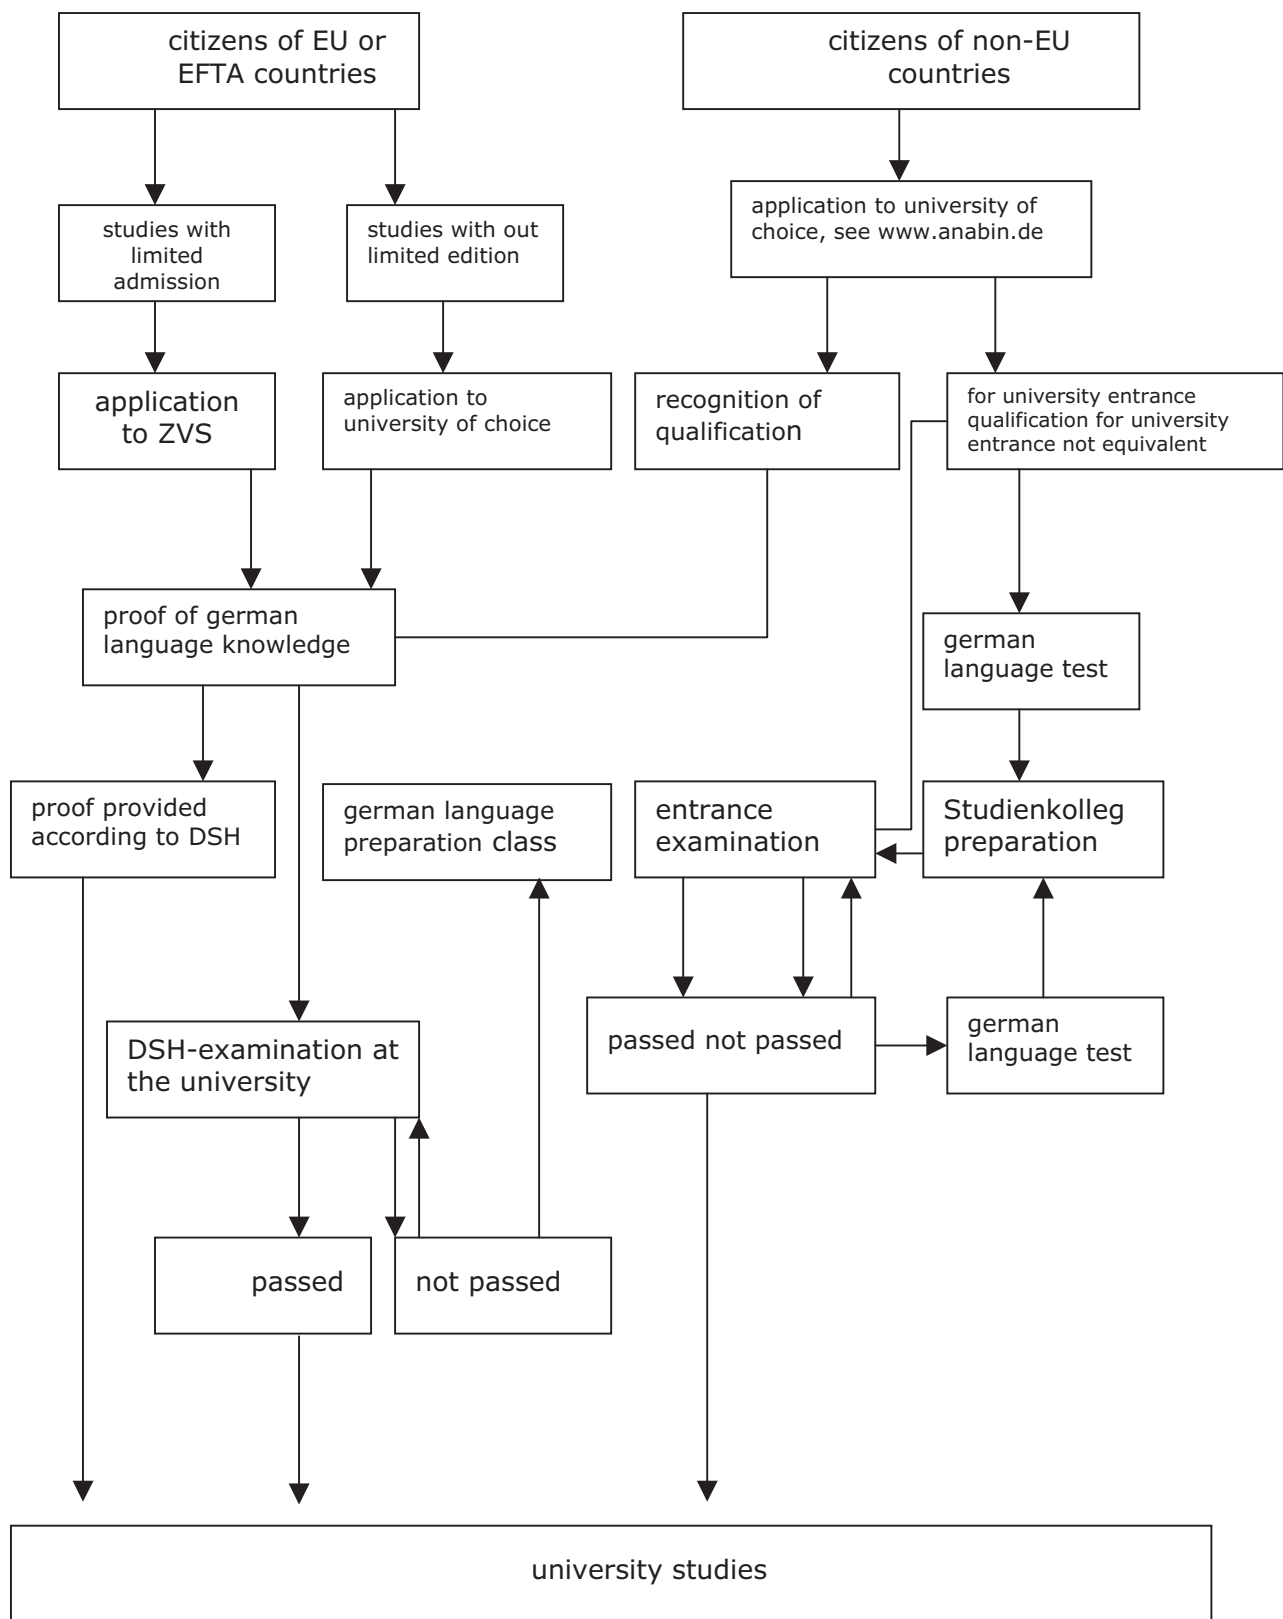 citizens of EU or
EFTA countries
citizens of non-EU
countries
studies with
limited
admission
studies with out
limited edition
application to university of
choice, see www.anabin.de
application
to ZVS
application to
university of choice
recognition of
qualification
for university entrance
qualification for university
entrance not equivalent
proof of german
language knowledge
german
language test
proof provided
according to DSH
german language
preparation class
entrance
examination
Studienkolleg
preparation
DSH-examination at
the university
passed not passed
german
language test
passed
not passed
university studies